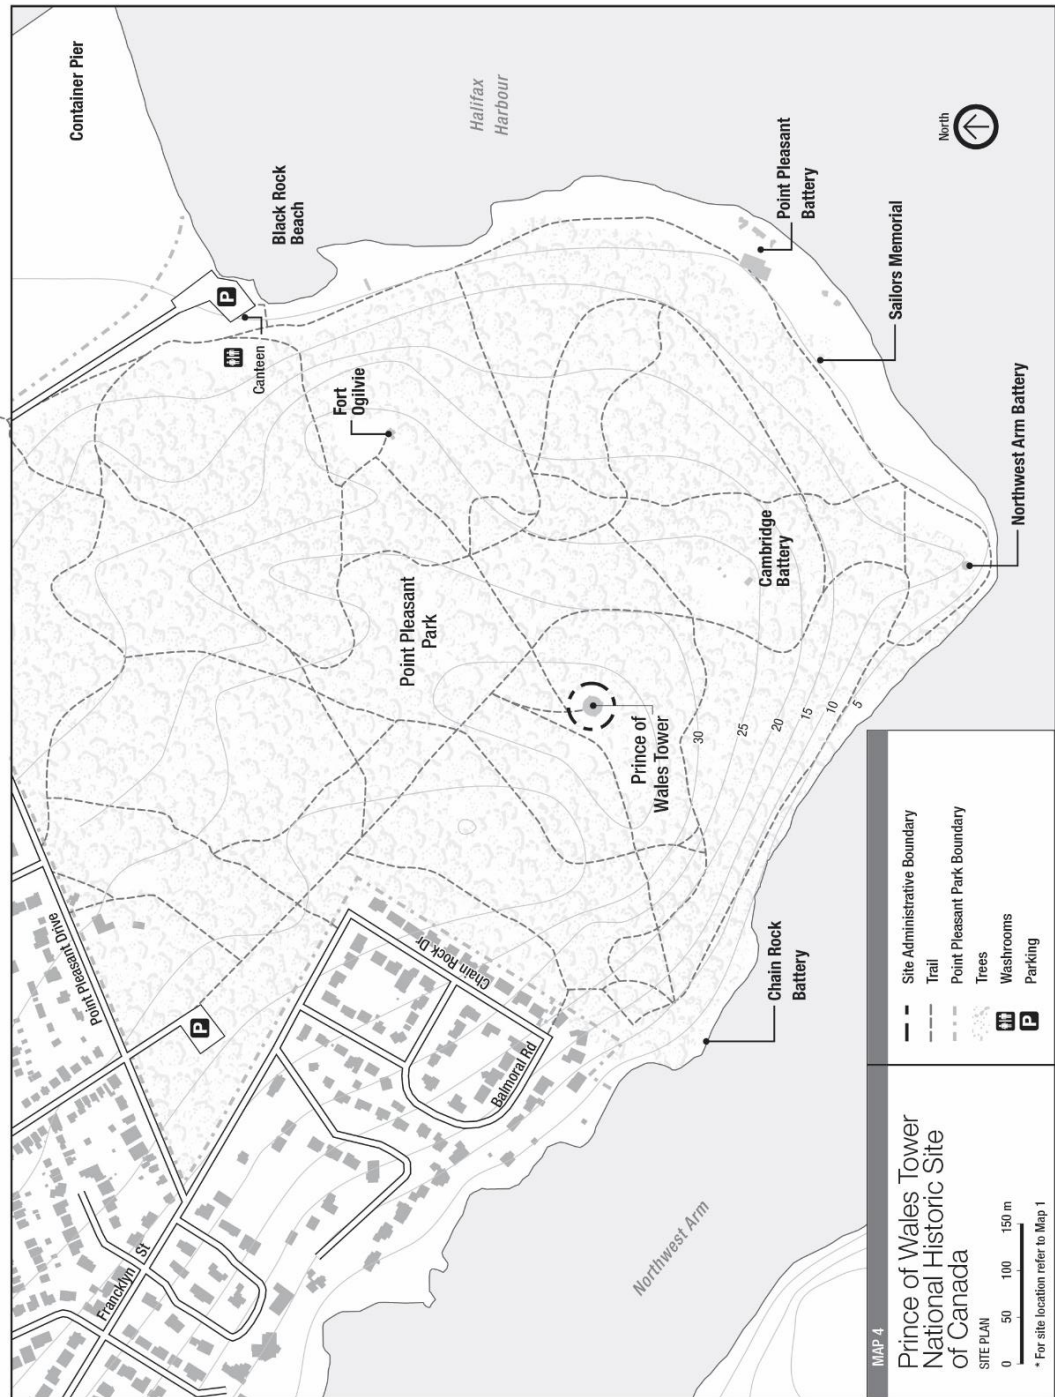 Container Pier
Halifax
Harbour
Black Rock
Beach
P
Canteen
Fort
Ogilvie
North
Point Pleasant
Battery
Sailors Memorial
Northwest Arm Battery
Cambridge
Battery
Point Pleasant
Park
Prince of
Wales Tower
30
25
20
15
10
5
Point Pleasant Drive
P
Chain Rock Dr
Balmoral Rd
Francklyn St
Chain Rock
Battery
Northwest Arm
MAP 4
Prince of Wales Tower
National Historic Site
of Canada
SITE PLAN
0 50 100 150 m
* For site location refer to Map 1
Site Administrative Boundary
Trail
Point Pleasant Park Boundary
Trees
Washrooms
P Parking